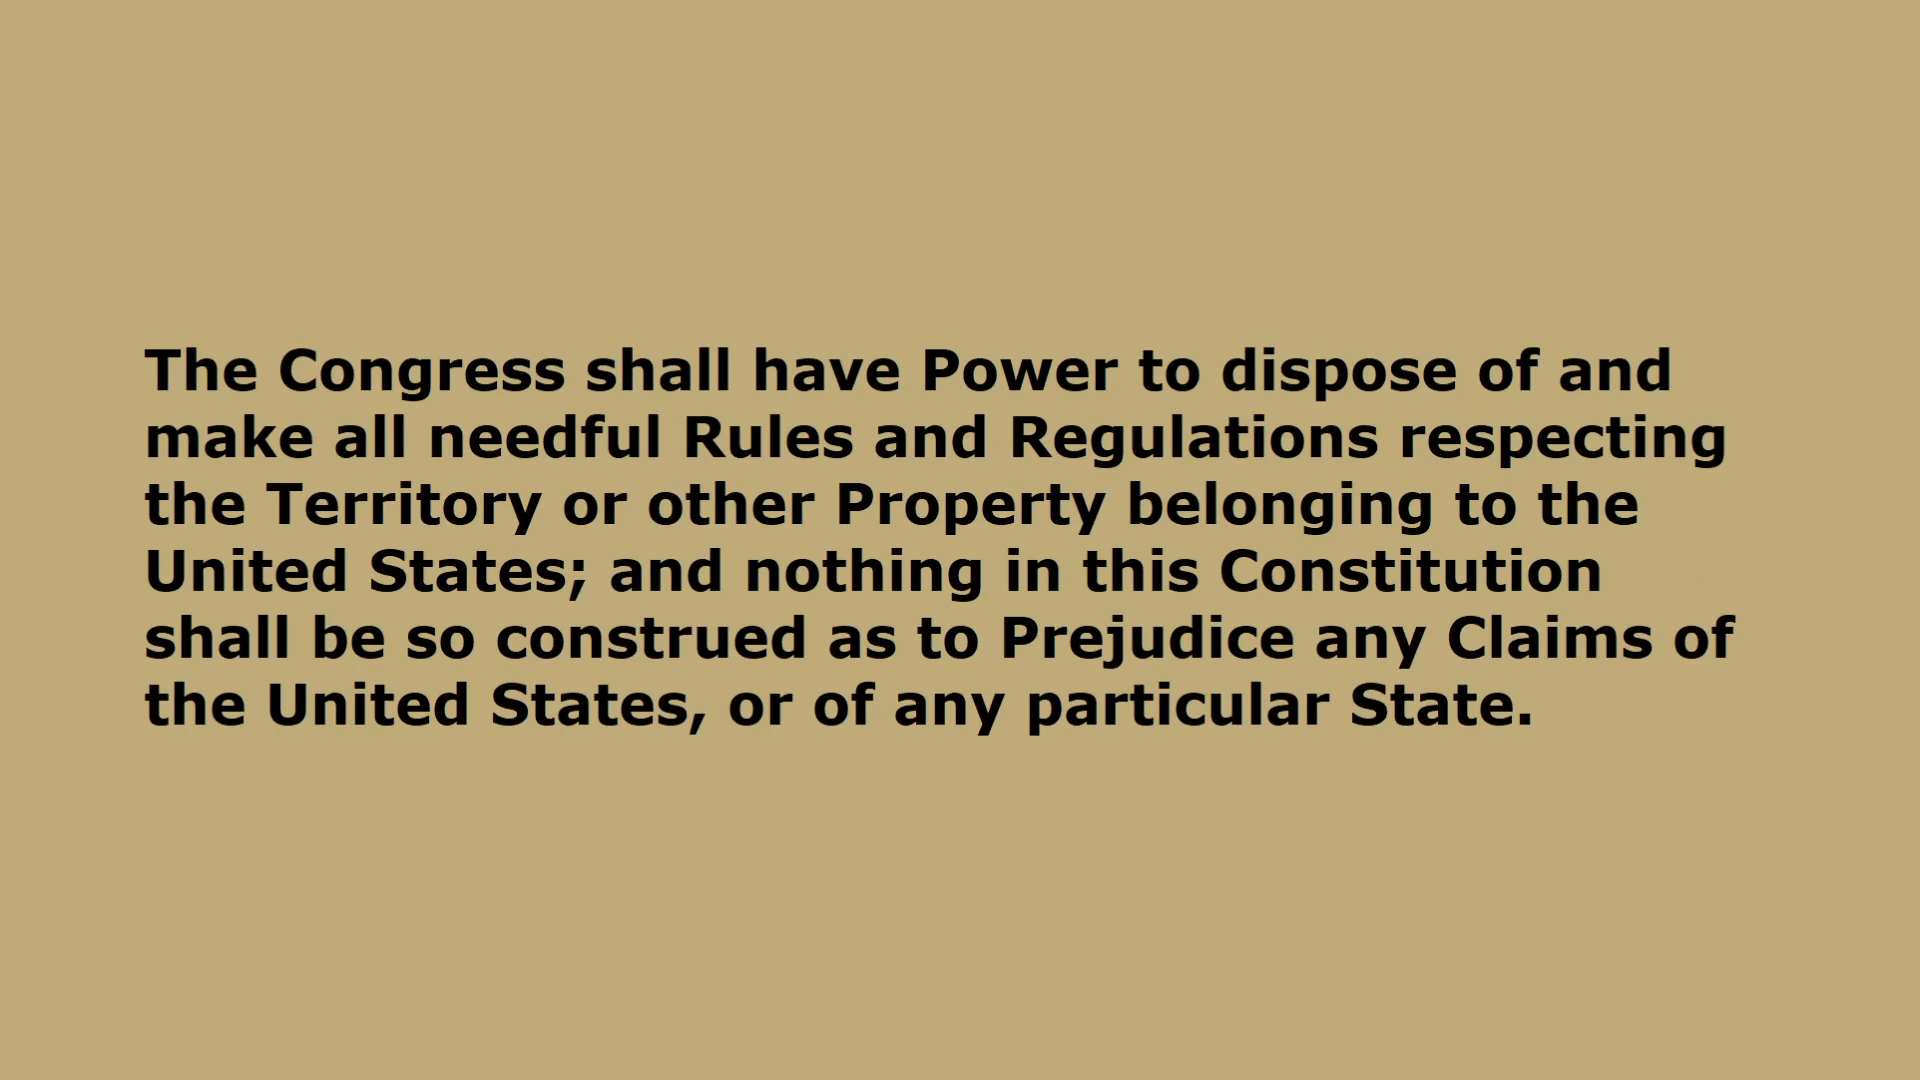 The Congress shall have Power to dispose of and
make all needful Rules and Regulations respecting
the Territory or other Property belonging to the
United States; and nothing in this Constitution
shall be so construed as to Prejudice any Claims of
the United States, or of any particular State.